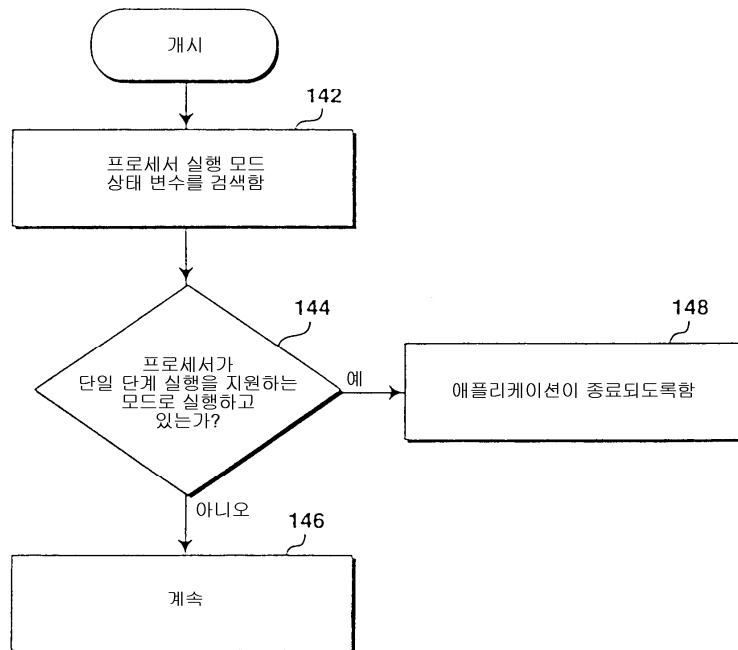 개시
142
프로세서 실행 모드
상태 변수를 검색함
144
프로세서가
단일 단계 실행을 지원하는
모드로 실행하고
있는가?
예
148
애플리케이션이 종료되도록함
아니오
146
계속